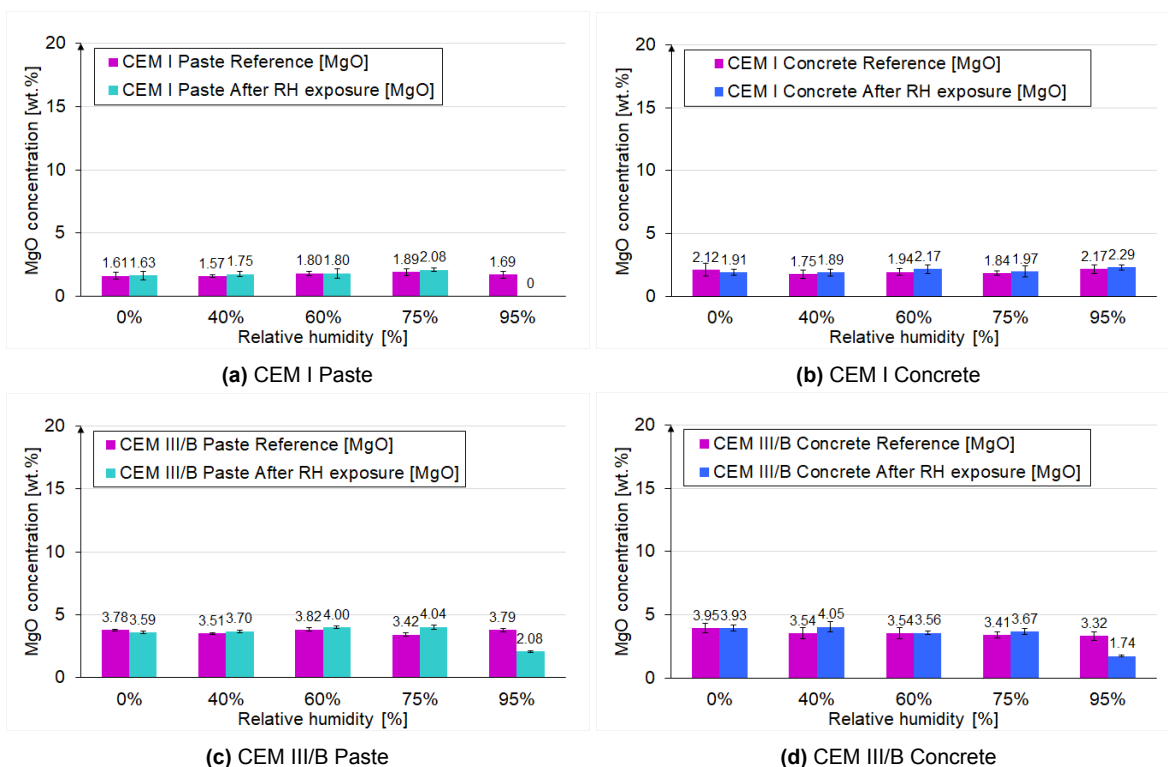 20
15
10
5
0
MgO concentration [wt.%]
CEM I Paste Reference [MgO]
CEM I Paste After RH exposure [MgO]
1.61 1.63 1.57 1.75 1.80 1.80 1.89 2.08 1.69 0
0% 40% 60% 75% 95%
Relative humidity [%]
(a) CEM I Paste
20
15
10
5
0
MgO concentration [wt.%]
CEM I Concrete Reference [MgO]
CEM I Concrete After RH exposure [MgO]
2.12 1.91 1.75 1.89 1.94 2.17 1.84 1.97 2.17 2.29
0% 40% 60% 75% 95%
Relative humidity [%]
(b) CEM I Concrete
20
15
10
5
0
MgO concentration [wt.%]
CEM III/B Paste Reference [MgO]
CEM III/B Paste After RH exposure [MgO]
3.78 3.59 3.51 3.70 3.82 4.00 3.42 4.04 3.79 2.08
0% 40% 60% 75% 95%
Relative humidity [%]
(c) CEM III/B Paste
20
15
10
5
0
MgO concentration [wt.%]
CEM III/B Concrete Reference [MgO]
CEM III/B Concrete After RH exposure [MgO]
3.95 3.93 3.54 4.05 3.54 3.56 3.41 3.67 3.32 1.74
0% 40% 60% 75% 95%
Relative humidity [%]
(d) CEM III/B Concrete